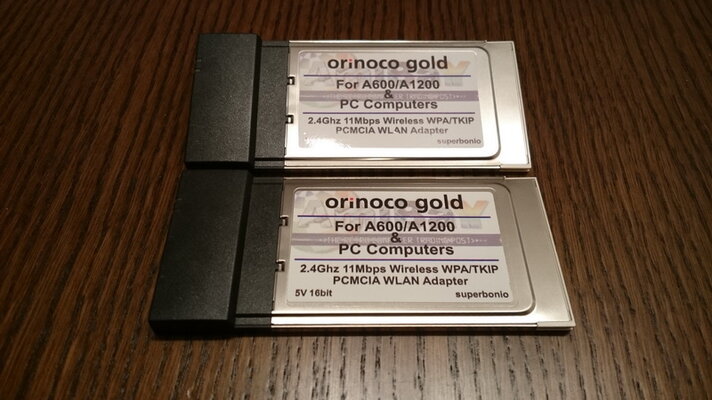 orinoco gold
For A600/A1200
&
PC Computers
2.4Ghz 11Mbps Wireless WPA/TKIP
PCMCIA WLAN Adapter
superbonio
orinoco gold
For A600/A1200
&
PC Computers
2.4Ghz 11Mbps Wireless WPA/TKIP
PCMCIA WLAN Adapter
5V 16bit superbonio